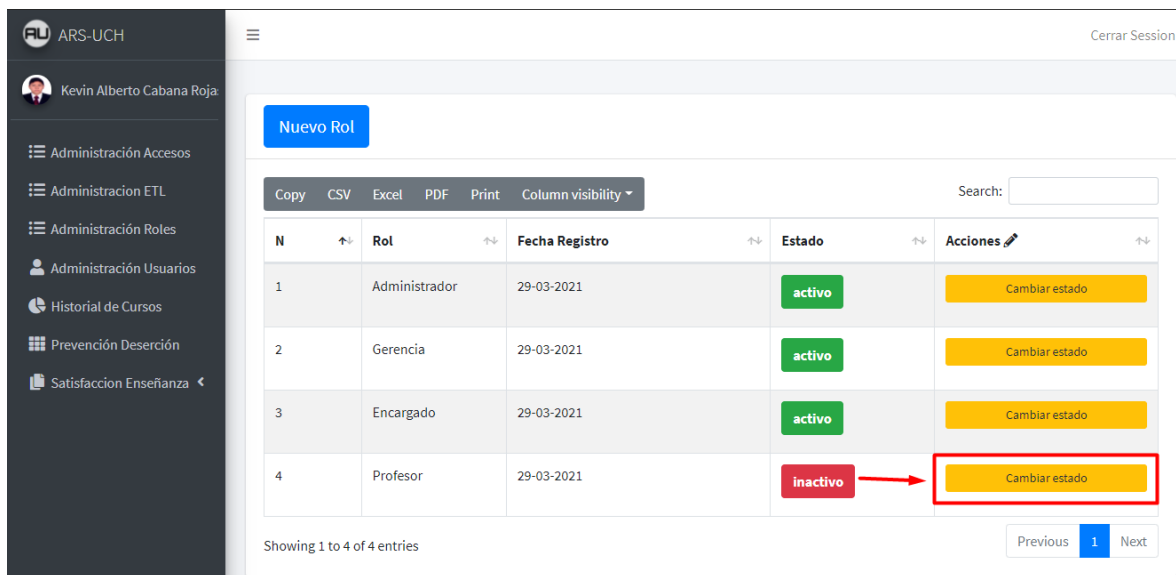 AU ARS-UCH
Cerrar Session
Kevin Alberto Cabana Roja
Administración Accesos
Administracion ETL
Administración Roles
Administración Usuarios
Historial de Cursos
Prevención Deserción
Satisfaccion Enseñanza
Nuevo Rol
Copy CSV Excel PDF Print Column visibility
Search:
N Rol Fecha Registro Estado Acciones
1 Administrador 29-03-2021 activo Cambiar estado
2 Gerencia 29-03-2021 activo Cambiar estado
3 Encargado 29-03-2021 activo Cambiar estado
4 Profesor 29-03-2021 inactivo Cambiar estado
Showing 1 to 4 of 4 entries
Previous 1 Next